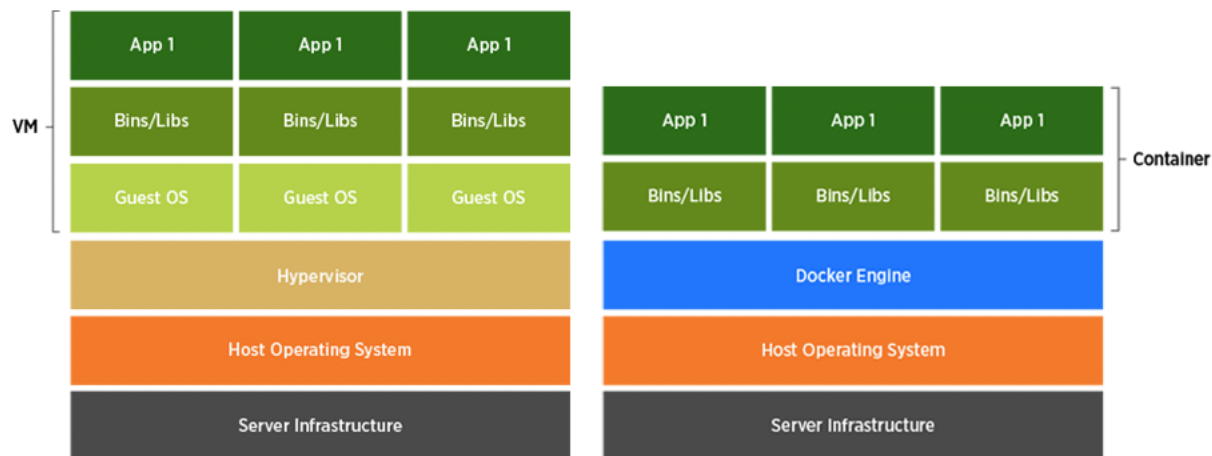 VM
App 1
App 1
App 1
Bins/Libs
Bins/Libs
Bins/Libs
Guest OS
Guest OS
Guest OS
Hypervisor
Host Operating System
Server Infrastructure
App 1
App 1
App 1
Bins/Libs
Bins/Libs
Bins/Libs
Container
Docker Engine
Host Operating System
Server Infrastructure